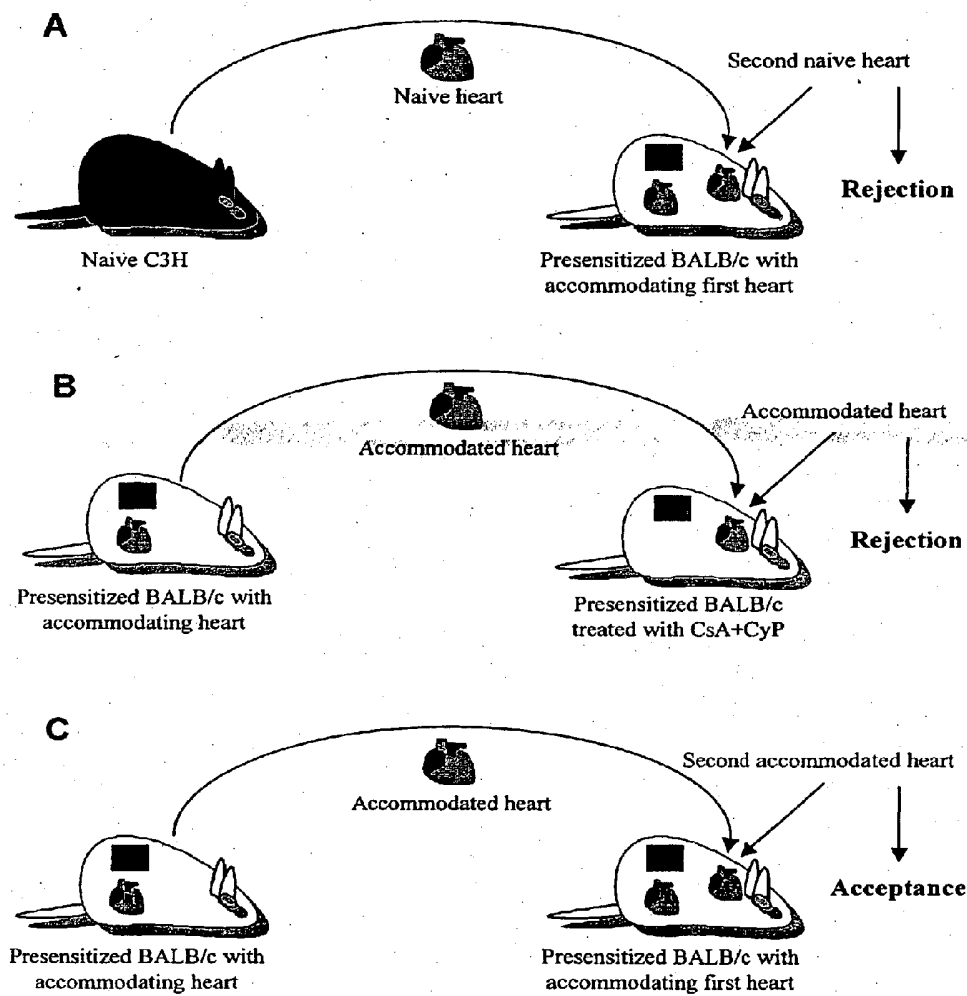 A
Naive heart
Second naive heart
Rejection
Naive C3H
Presensitized BALB/c with
accommodating first heart
B
Accommodated heart
Accommodated heart
Rejection
Presensitized BALB/c with
accommodating heart
Presensitized BALB/c
treated with CsA+CyP
C
Accommodated heart
Second accommodated heart
Acceptance
Presensitized BALB/c with
accommodating heart
Presensitized BALB/c with
accommodating first heart